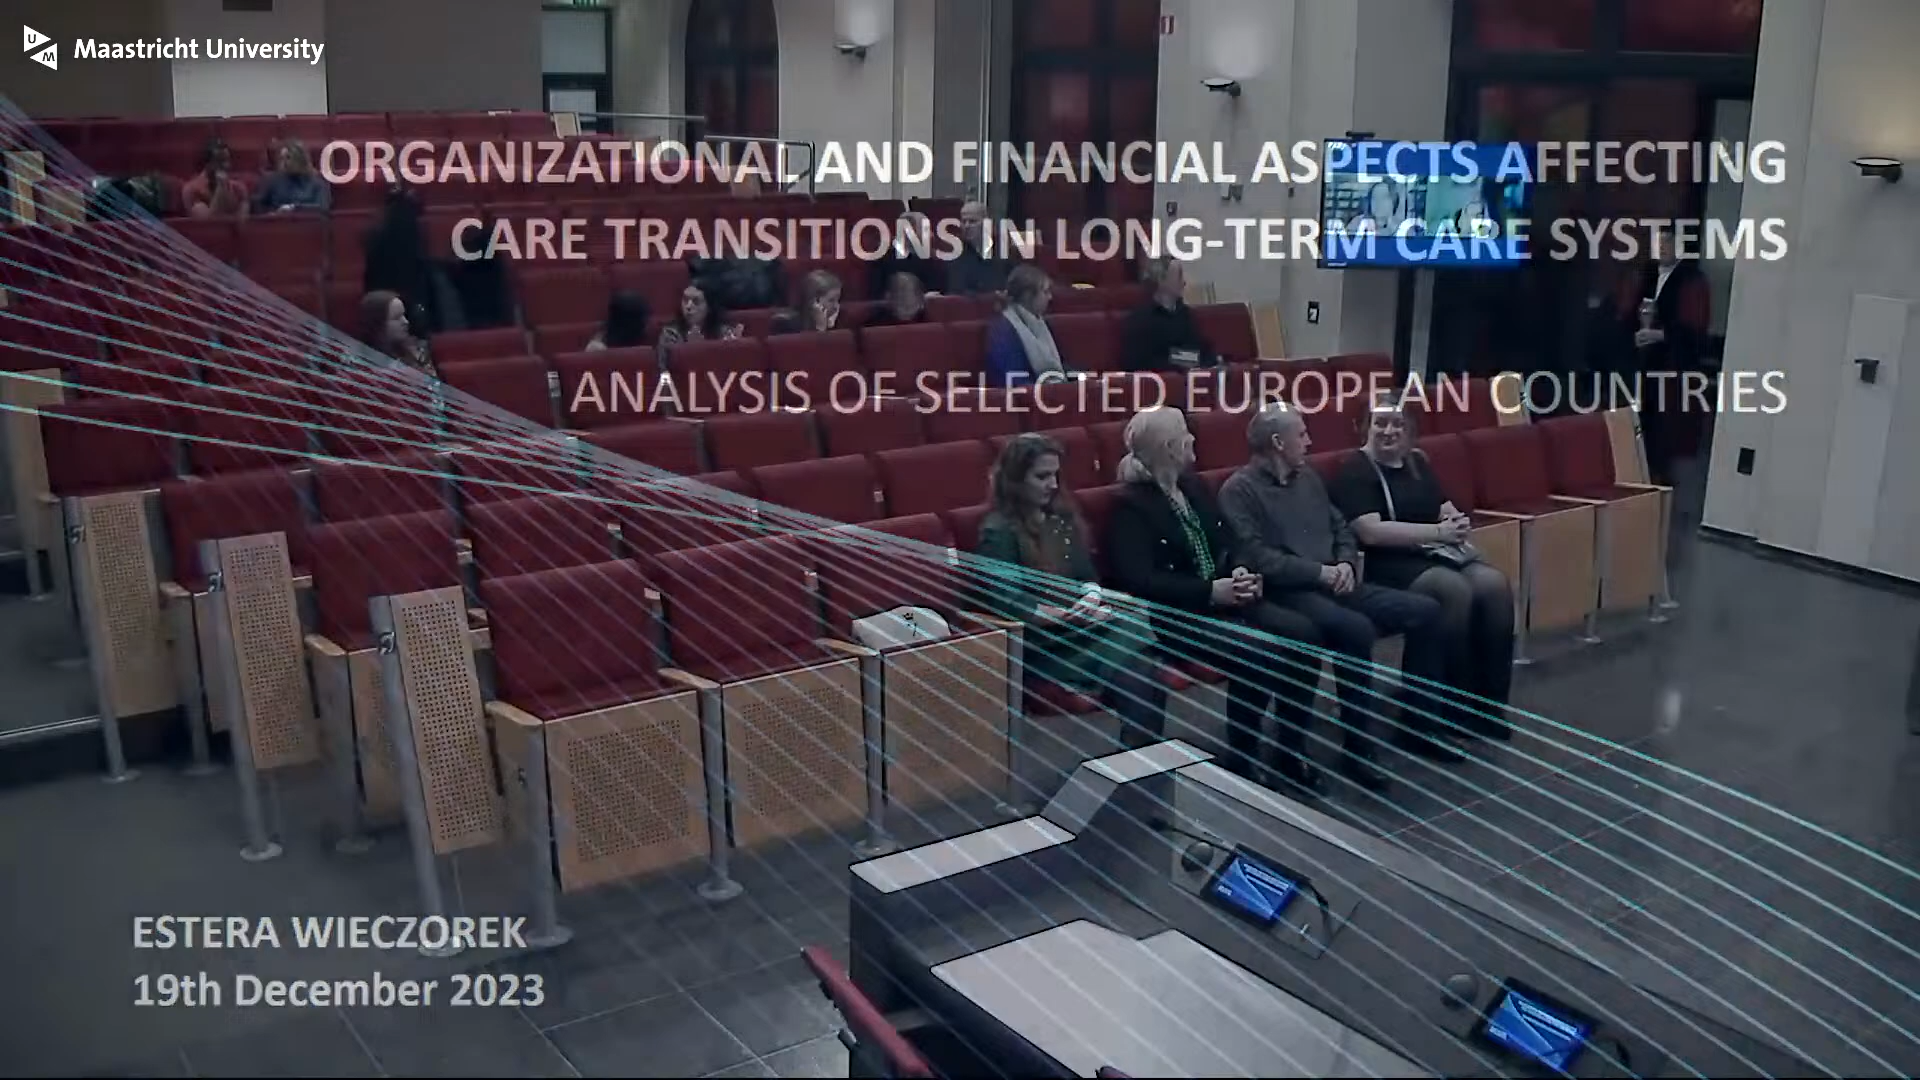 Maastricht University
ORGANIZATIONAL AND FINANCIAL ASPECTS AFFECTING
CARE TRANSITIONS IN LONG-TERM CARE SYSTEMS
ANALYSIS OF SELECTED EUROPEAN COUNTRIES
ESTERA WIECZOREK
19th December 2023